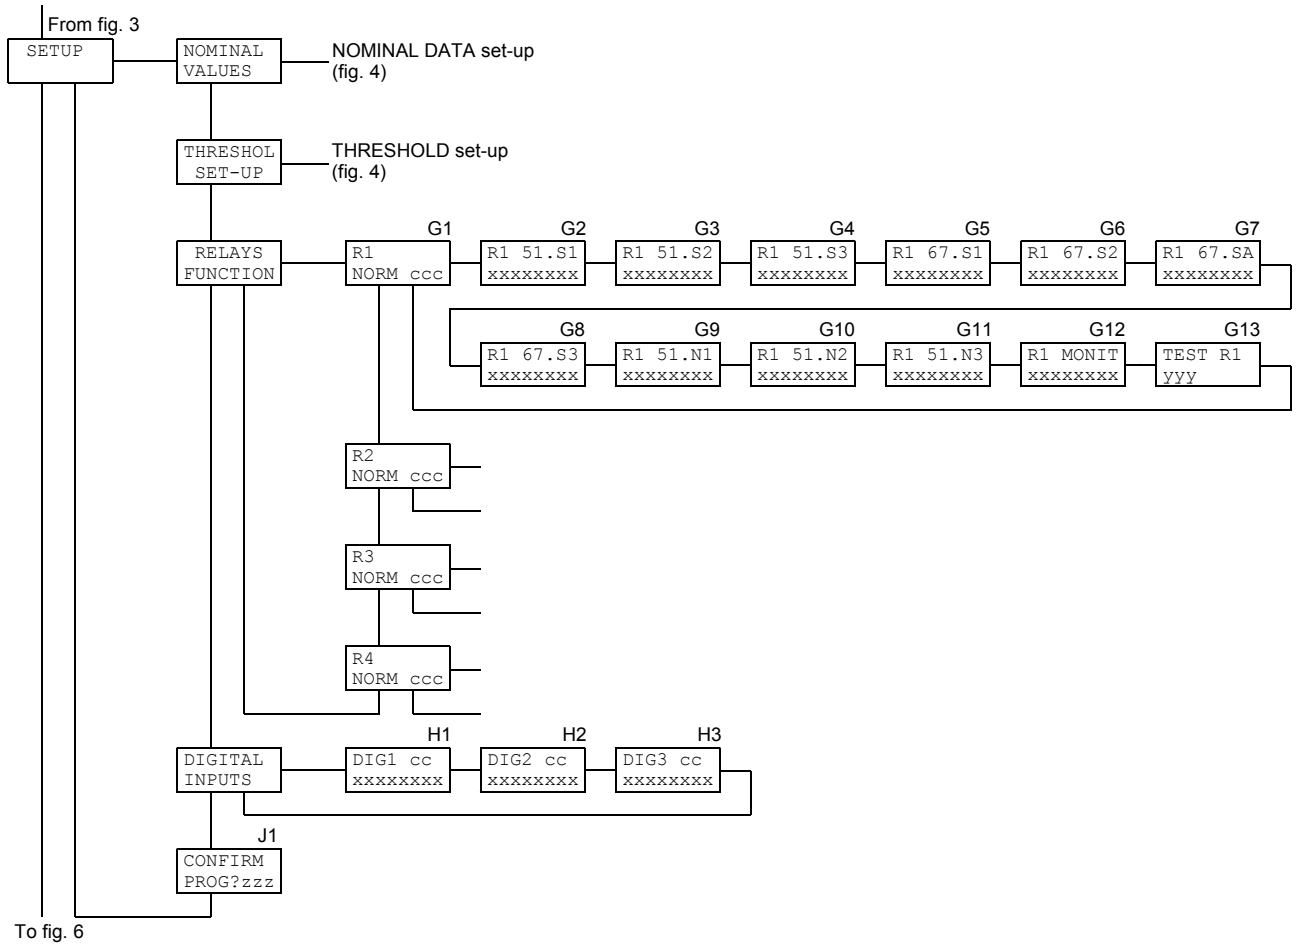 From fig. 3
SETUP
NOMINAL
VALUES
NOMINAL DATA set-up
(fig. 4)
THRESHOL
SET-UP
THRESHOLD set-up
(fig. 4)
RELAYS
FUNCTION
G1
R1
NORM ccc
G2
R1 51.S1
xxxxxxxx
G3
R1 51.S2
xxxxxxxx
G4
R1 51.S3
xxxxxxxx
G5
R1 67.S1
xxxxxxxx
G6
R1 67.S2
xxxxxxxx
G7
R1 67.SA
xxxxxxxx
G8
R1 67.S3
xxxxxxxx
G9
R1 51.N1
xxxxxxxx
G10
R1 51.N2
xxxxxxxx
G11
R1 51.N3
xxxxxxxx
G12
R1 MONIT
xxxxxxxx
G13
TEST R1
yyy
R2
NORM ccc
R3
NORM ccc
R4
NORM ccc
DIGITAL
INPUTS
H1
DIG1 cc
xxxxxxxx
H2
DIG2 cc
xxxxxxxx
H3
DIG3 cc
xxxxxxxx
J1
CONFIRM
PROG?zzz
To fig. 6